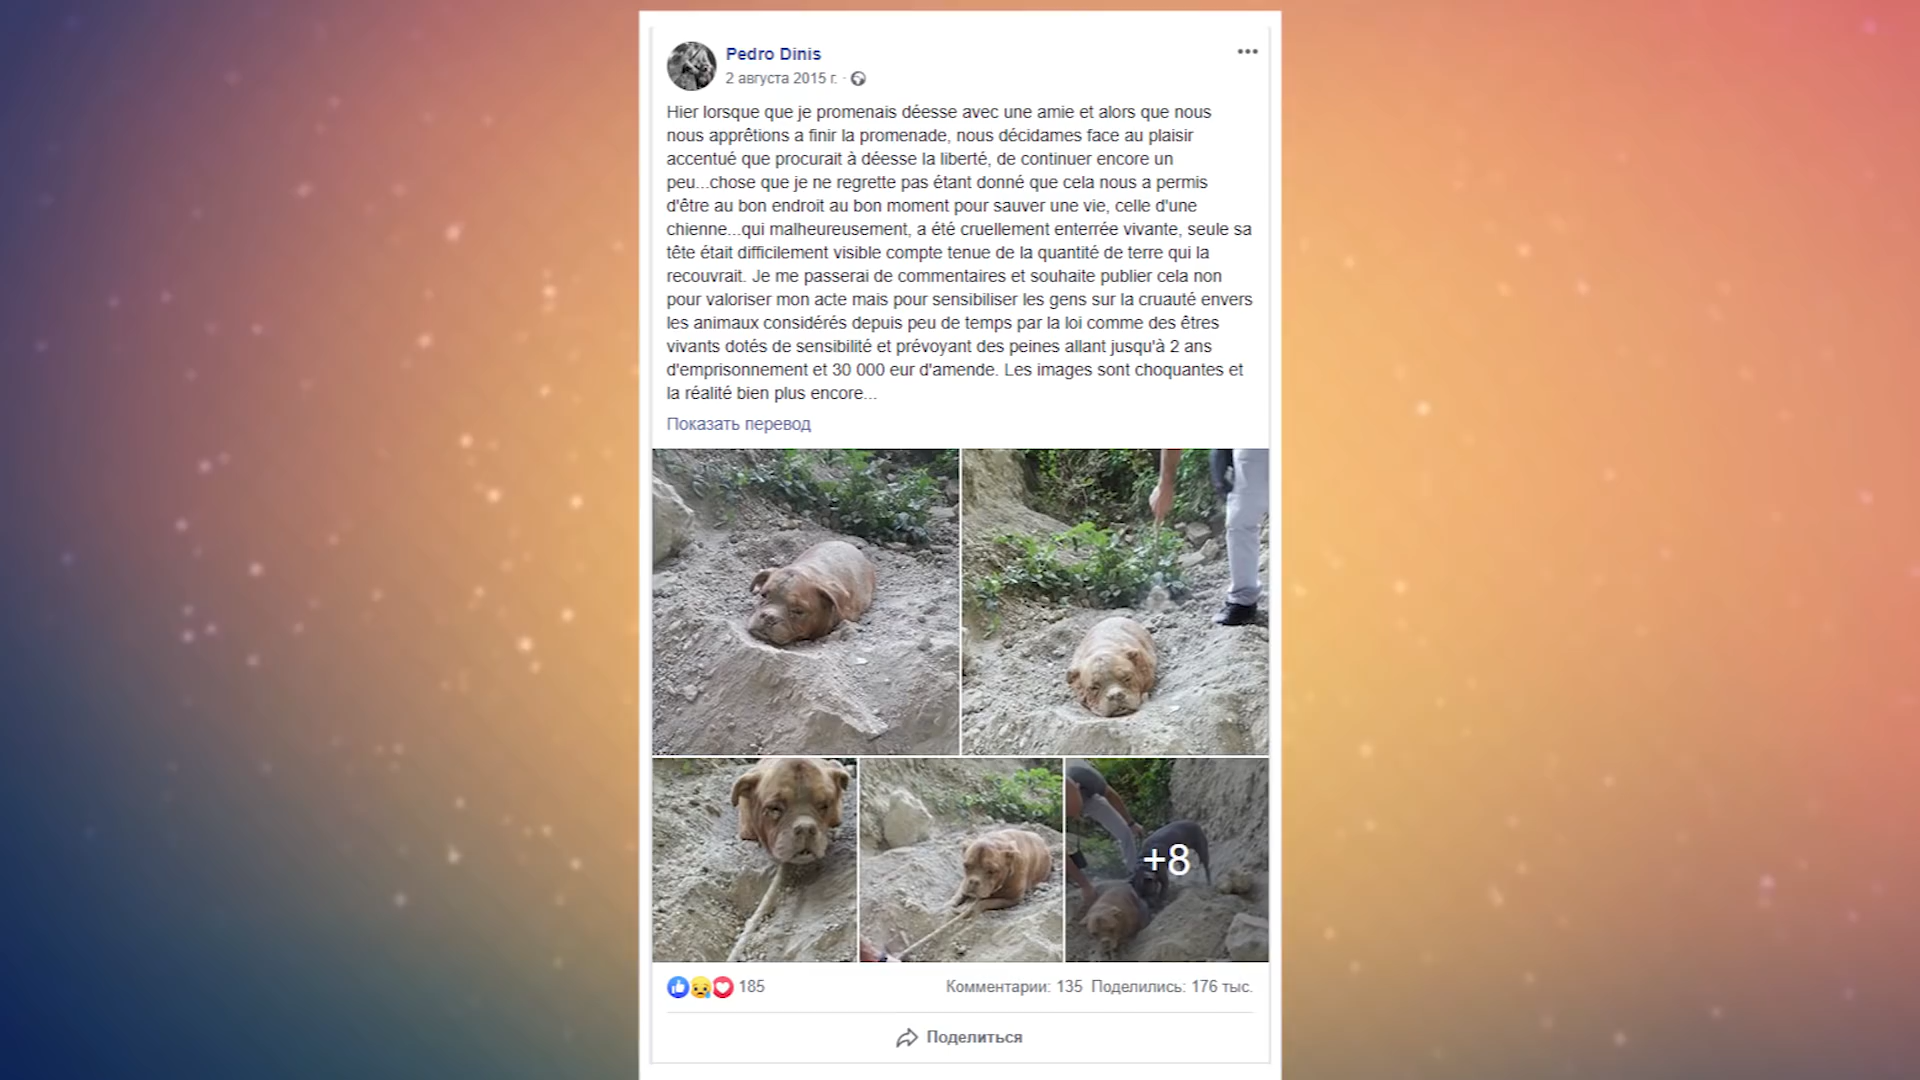 Pedro Dinis
2 августа 2015 г. ·
Hier lorsque que je promenais déesse avec une amie et alors que nous
nous apprêtions a finir la promenade, nous décidames face au plaisir
accentué que procurait à déesse la liberté, de continuer encore un
peu...chose que je ne regrette pas étant donné que cela nous a permis
d'être au bon endroit au bon moment pour sauver une vie, celle d'une
chienne...qui malheureusement, a été cruellement enterrée vivante, seule sa
tête était difficilement visible compte tenue de la quantité de terre qui la
recouvrait. Je me passerai de commentaires et souhaite publier cela non
pour valoriser mon acte mais pour sensibiliser les gens sur la cruauté envers
les animaux considérés depuis peu de temps par la loi comme des êtres
vivants dotés de sensibilité et prévoyant des peines allant jusqu'à 2 ans
d'emprisonnement et 30 000 eur d'amende. Les images sont choquantes et
la réalité bien plus encore...
Показать перевод
+8
185 Комментарии: 135 Поделились: 176 тыс.
Поделиться